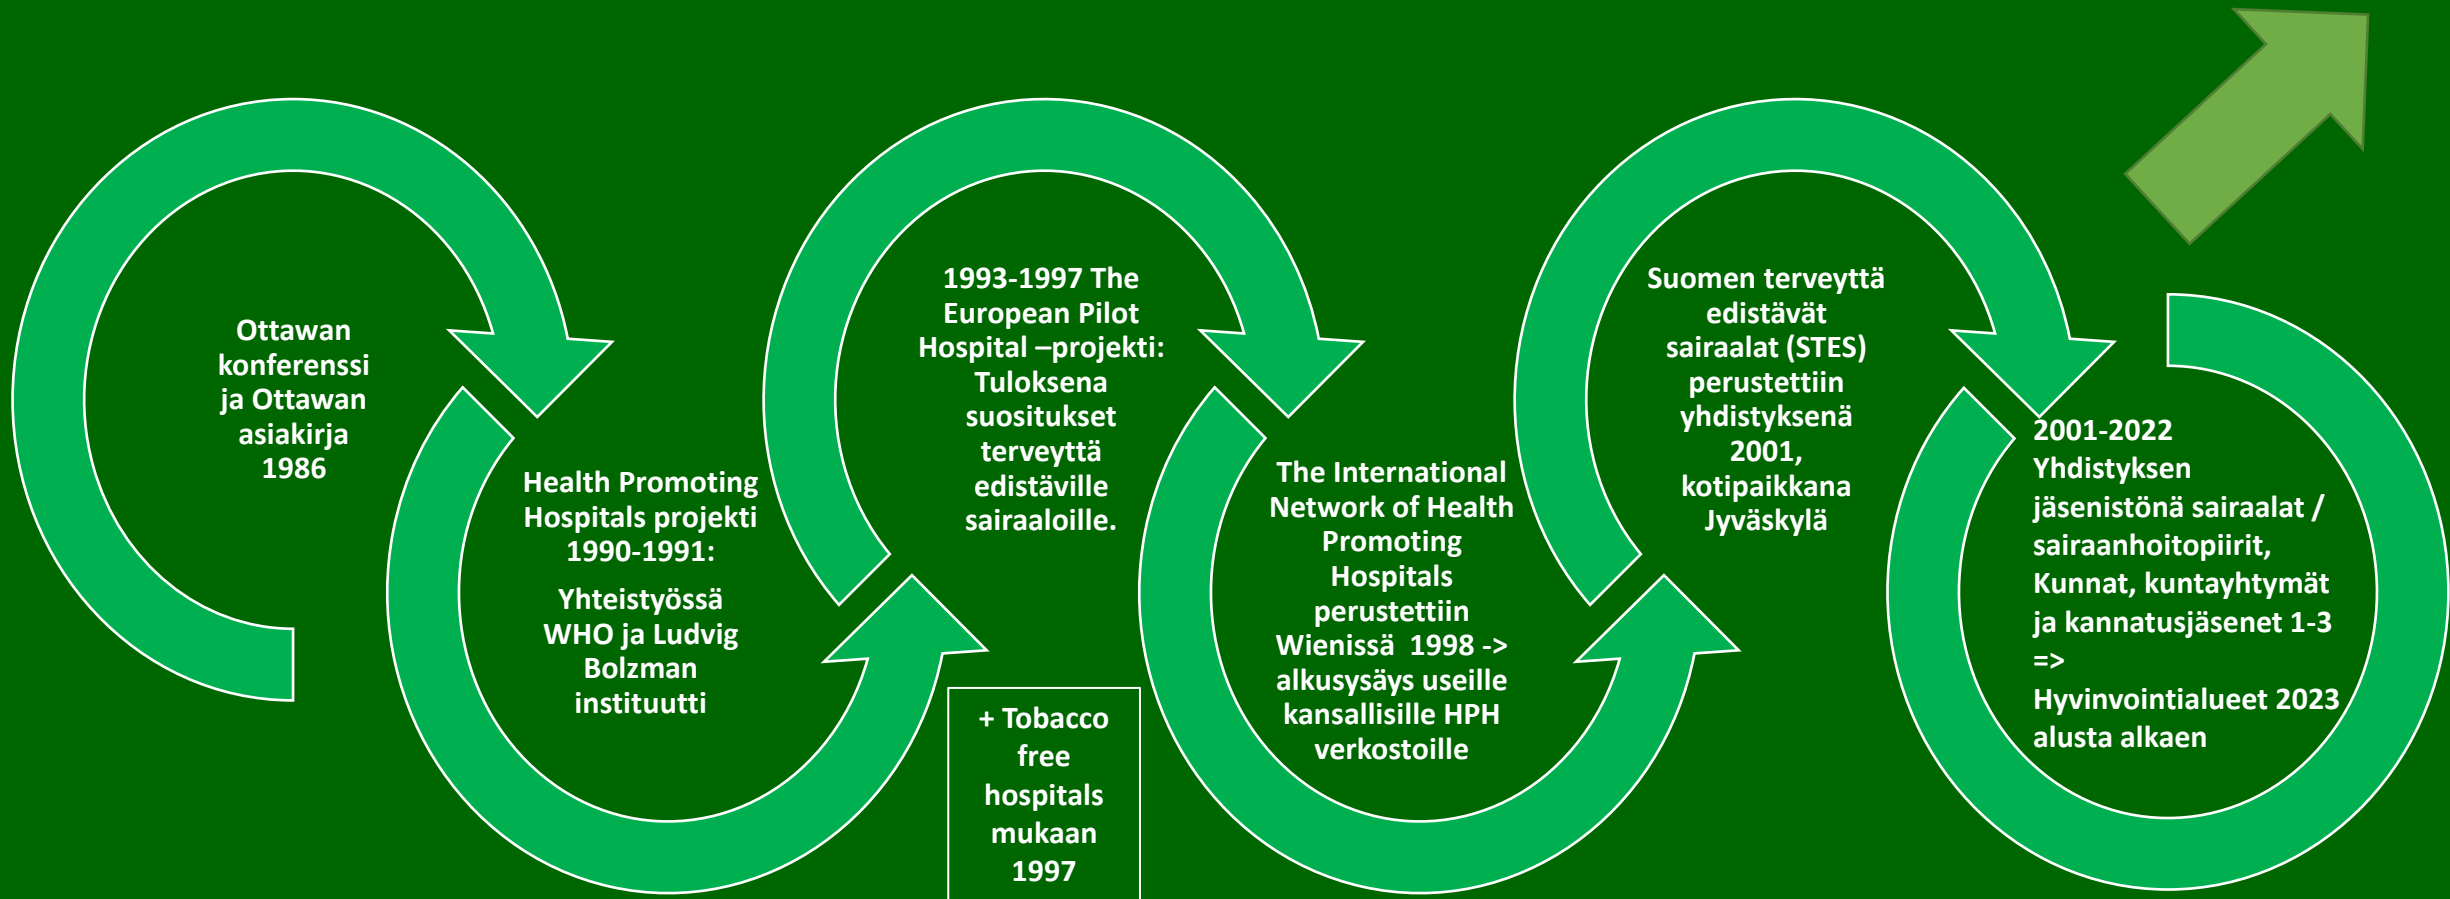 Ottawan
konferenssi
ja Ottawan
asiakirja
1986
Health Promoting
Hospitals projekti
1990-1991:
Yhteistyössä
WHO ja Ludvig
Bolzman
instituutti
1993-1997 The
European Pilot
Hospital –projekti:
Tuloksena
suositukset
terveyttä
edistäville
sairaaloille.
+ Tobacco
free
hospitals
mukaan
1997
The International
Network of Health
Promoting
Hospitals
perustettiin
Wienissä 1998 ->
alkusysäys useille
kansallisille HPH
verkostoille
Suomen terveyttä
edistävät
sairaalat (STES)
perustettiin
yhdistyksenä
2001,
kotipaikkana
Jyväskylä
2001-2022
Yhdistyksen
jäsenistönä sairaalat /
sairaanhoitopiirit,
Kunnat, kuntayhtymät
ja kannatusjäsenet 1-3
=>
Hyvinvointialueet 2023
alusta alkaen